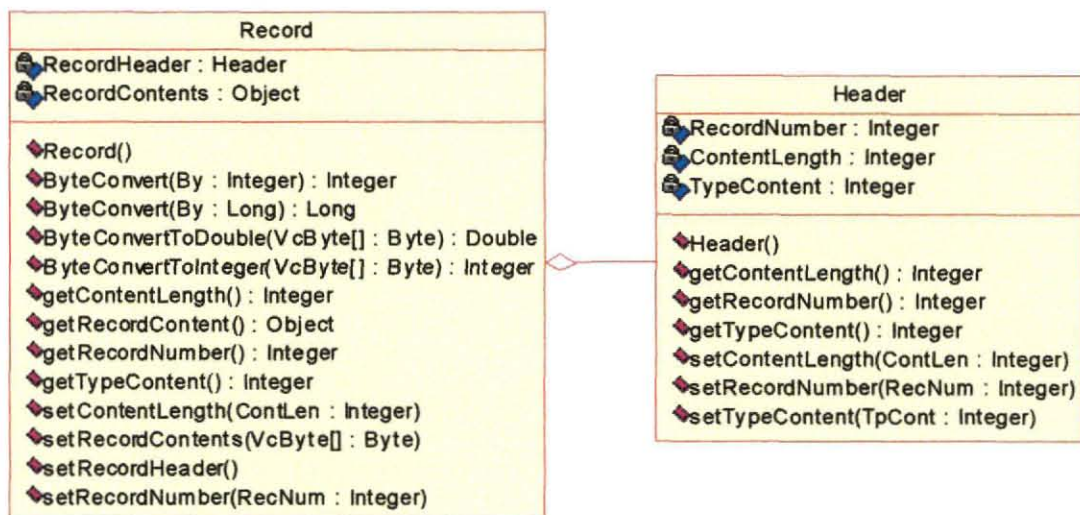 Record
RecordHeader : Header
RecordContents : Object
Record()
ByteConvert(By : Integer) : Integer
ByteConvert(By : Long) : Long
ByteConvertToDouble(VcByte[] : Byte) : Double
ByteConvertToInteger(VcByte[] : Byte) : Integer
getContentLength() : Integer
getRecordContent() : Object
getRecordNumber() : Integer
getTypeContent() : Integer
setContentLength(ContLen : Integer)
setRecordContents(VcByte[] : Byte)
setRecordHeader()
setRecordNumber(RecNum : Integer)
Header
RecordNumber : Integer
ContentLength : Integer
TypeContent : Integer
Header()
getContentLength() : Integer
getRecordNumber() : Integer
getTypeContent() : Integer
setContentLength(ContLen : Integer)
setRecordNumber(RecNum : Integer)
setTypeContent(TpCont : Integer)